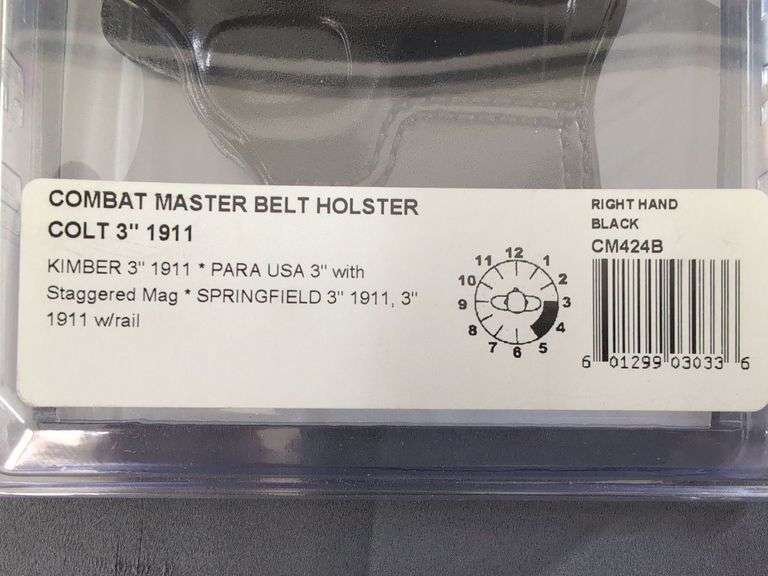 COMBAT MASTER BELT HOLSTER
COLT 3" 1911
KIMBER 3" 1911 * PARA USA 3" with
Staggered Mag * SPRINGFIELD 3" 1911, 3"
1911 w/rail
12
11 1
10 2
9 3
8 4
7 5
6
RIGHT HAND
BLACK
CM424B
6 01299 03033 6